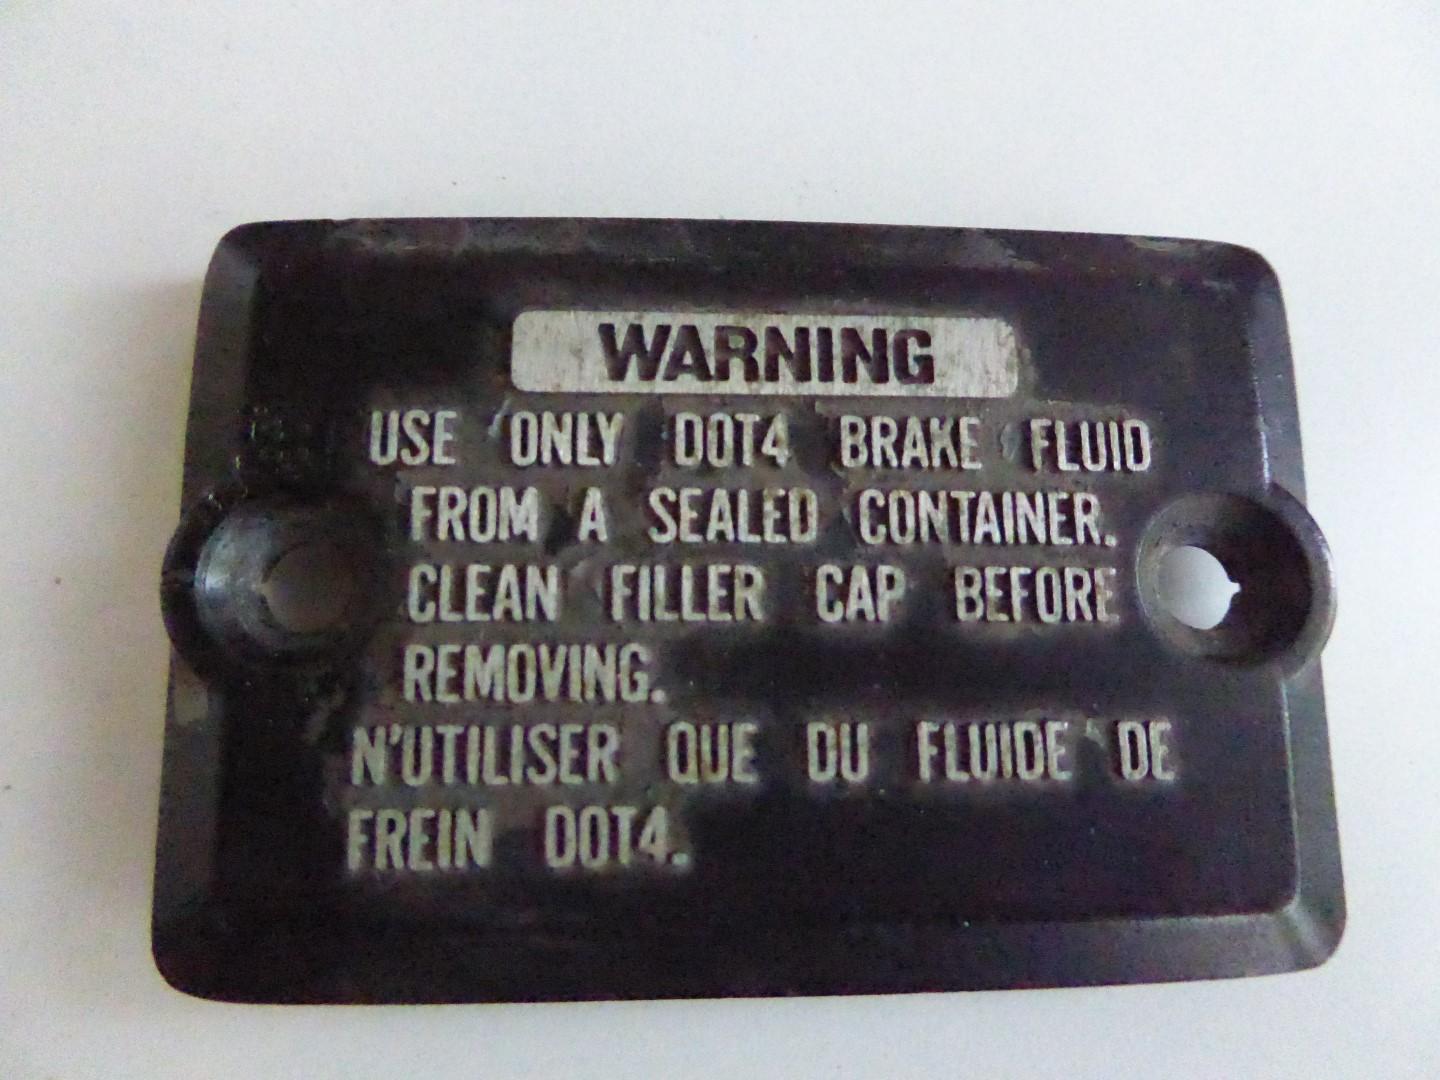 WARNING
USE ONLY DOT4 BRAKE FLUID
FROM A SEALED CONTAINER.
CLEAN FILLER CAP BEFORE
REMOVING.
N'UTILISER QUE DU FLUIDE DE
FREIN DOT4.